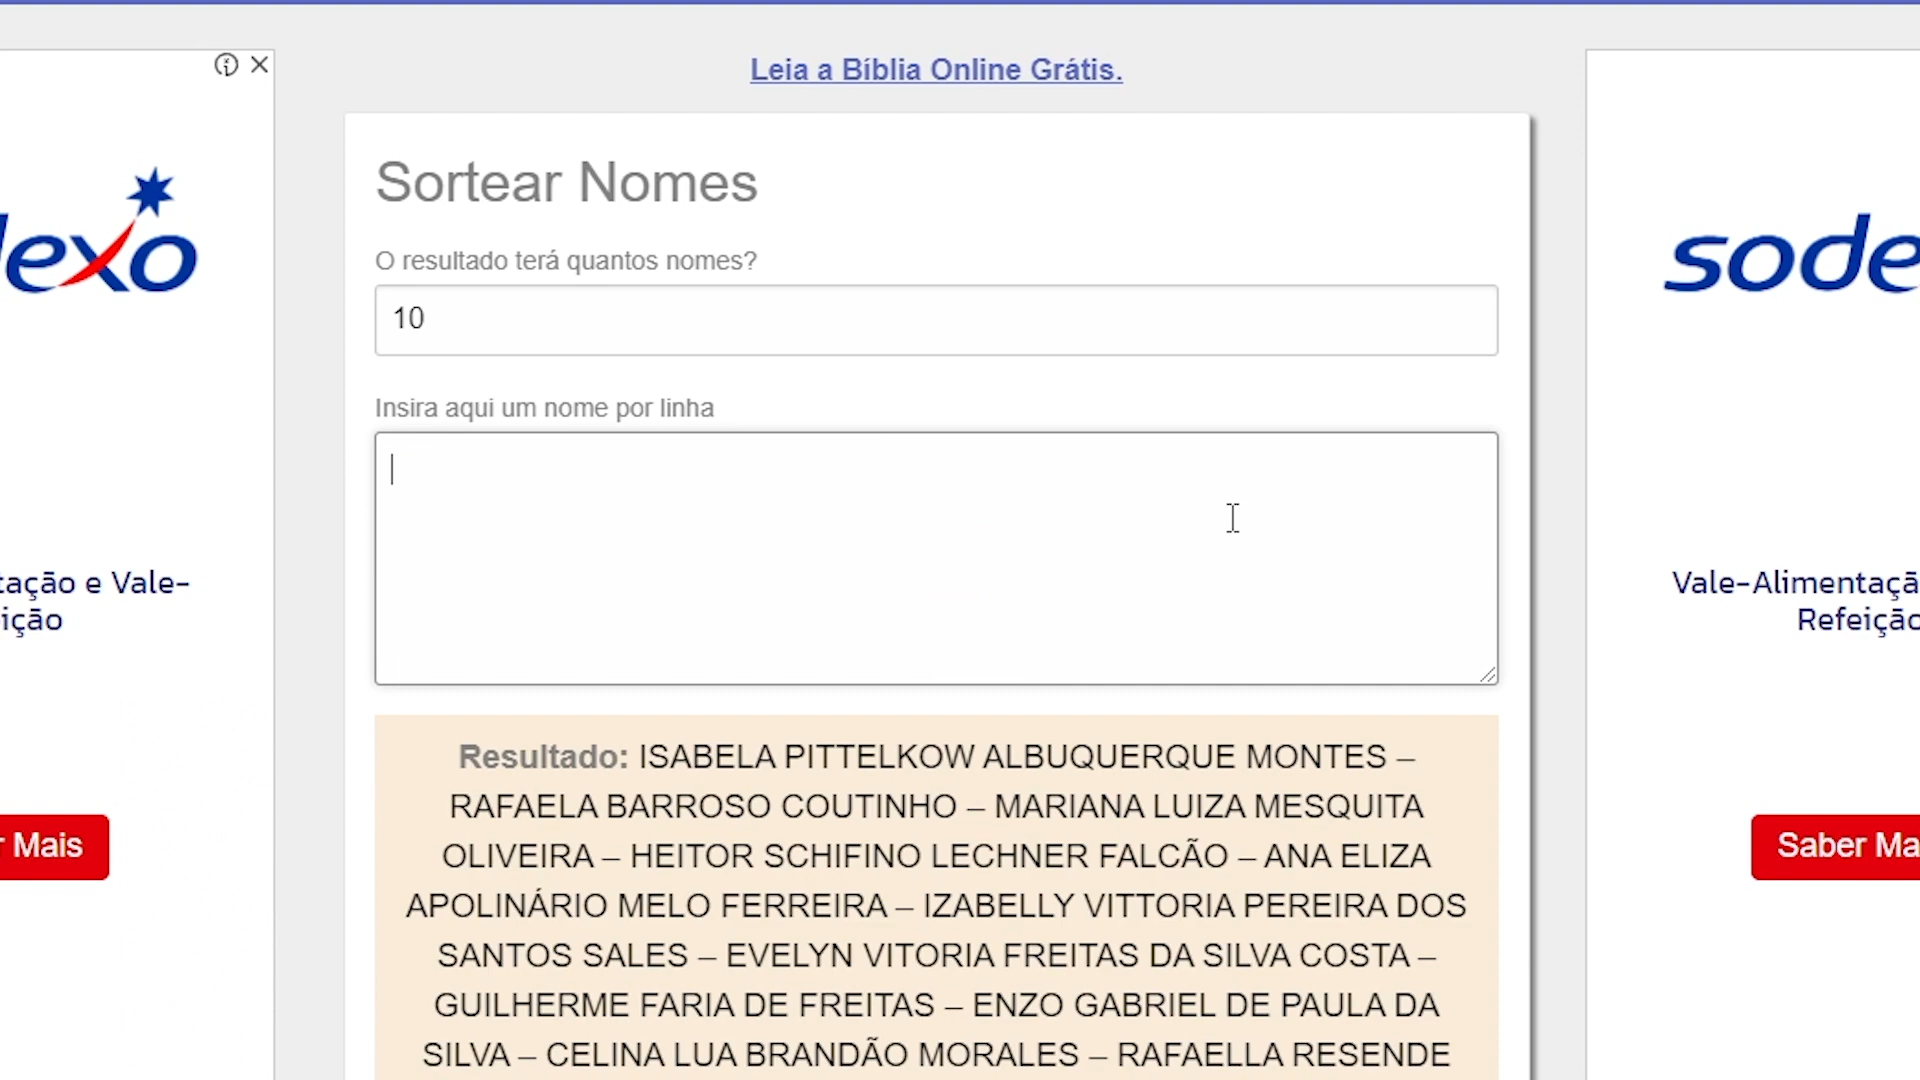 Leia a Bíblia Online Grátis.
Sortear Nomes
O resultado terá quantos nomes?
10
Insira aqui um nome por linha
Resultado: ISABELA PITTELKOW ALBUQUERQUE MONTES –
RAFAELA BARROSO COUTINHO – MARIANA LUIZA MESQUITA
OLIVEIRA – HEITOR SCHIFINO LECHNER FALCÃO – ANA ELIZA
APOLINÁRIO MELO FERREIRA – IZABELLY VITTORIA PEREIRA DOS
SANTOS SALES – EVELYN VITORIA FREITAS DA SILVA COSTA –
GUILHERME FARIA DE FREITAS – ENZO GABRIEL DE PAULA DA
SILVA – CELINA LUA BRANDÃO MORALES – RAFAELLA RESENDE
exo
tação e Vale-
ição
r Mais
sode
Vale-Alimentaçã
Refeiçã
Saber Ma